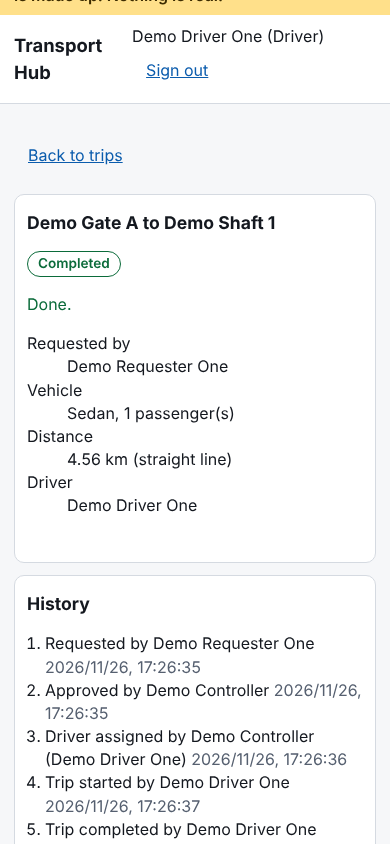 is made up. Nothing is real.
Transport
Hub
Demo Driver One (Driver)
Sign out
Back to trips
Demo Gate A to Demo Shaft 1
Completed
Done.
Requested by
Demo Requester One
Vehicle
Sedan, 1 passenger(s)
Distance
4.56 km (straight line)
Driver
Demo Driver One
History
1. Requested by Demo Requester One
2026/11/26, 17:26:35
2. Approved by Demo Controller 2026/11/26,
17:26:35
3. Driver assigned by Demo Controller
(Demo Driver One) 2026/11/26, 17:26:36
4. Trip started by Demo Driver One
2026/11/26, 17:26:37
5. Trip completed by Demo Driver One